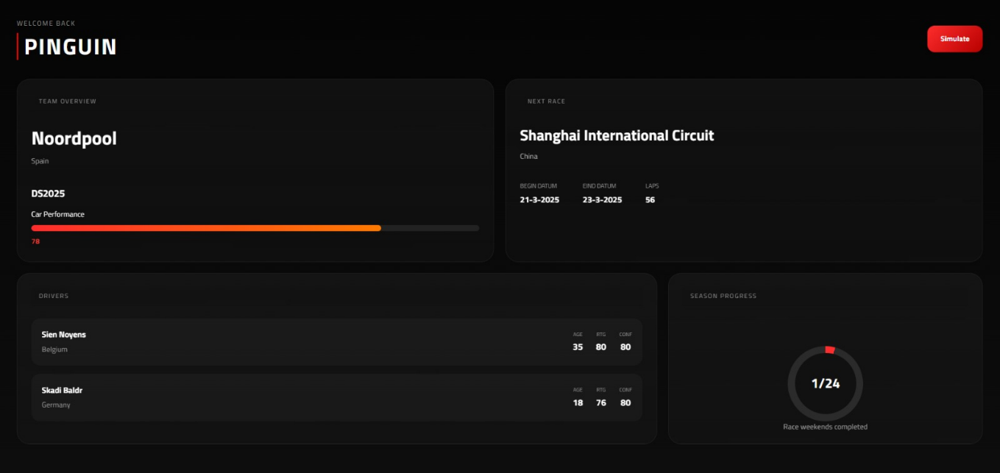 WELCOME BACK
PINGUIN
Simulate
TEAM OVERVIEW
Noordpool
Spain
DS2025
Car Performance
78
NEXT RACE
Shanghai International Circuit
China
BEGIN DATUM EIND DATUM LAPS
21-3-2025 23-3-2025 56
DRIVERS
Sien Noyens
Belgium
AGE RTG CONF
35 80 80
Skadi Baldr
Germany
AGE RTG CONF
18 76 80
SEASON PROGRESS
1/24
Race weekends completed